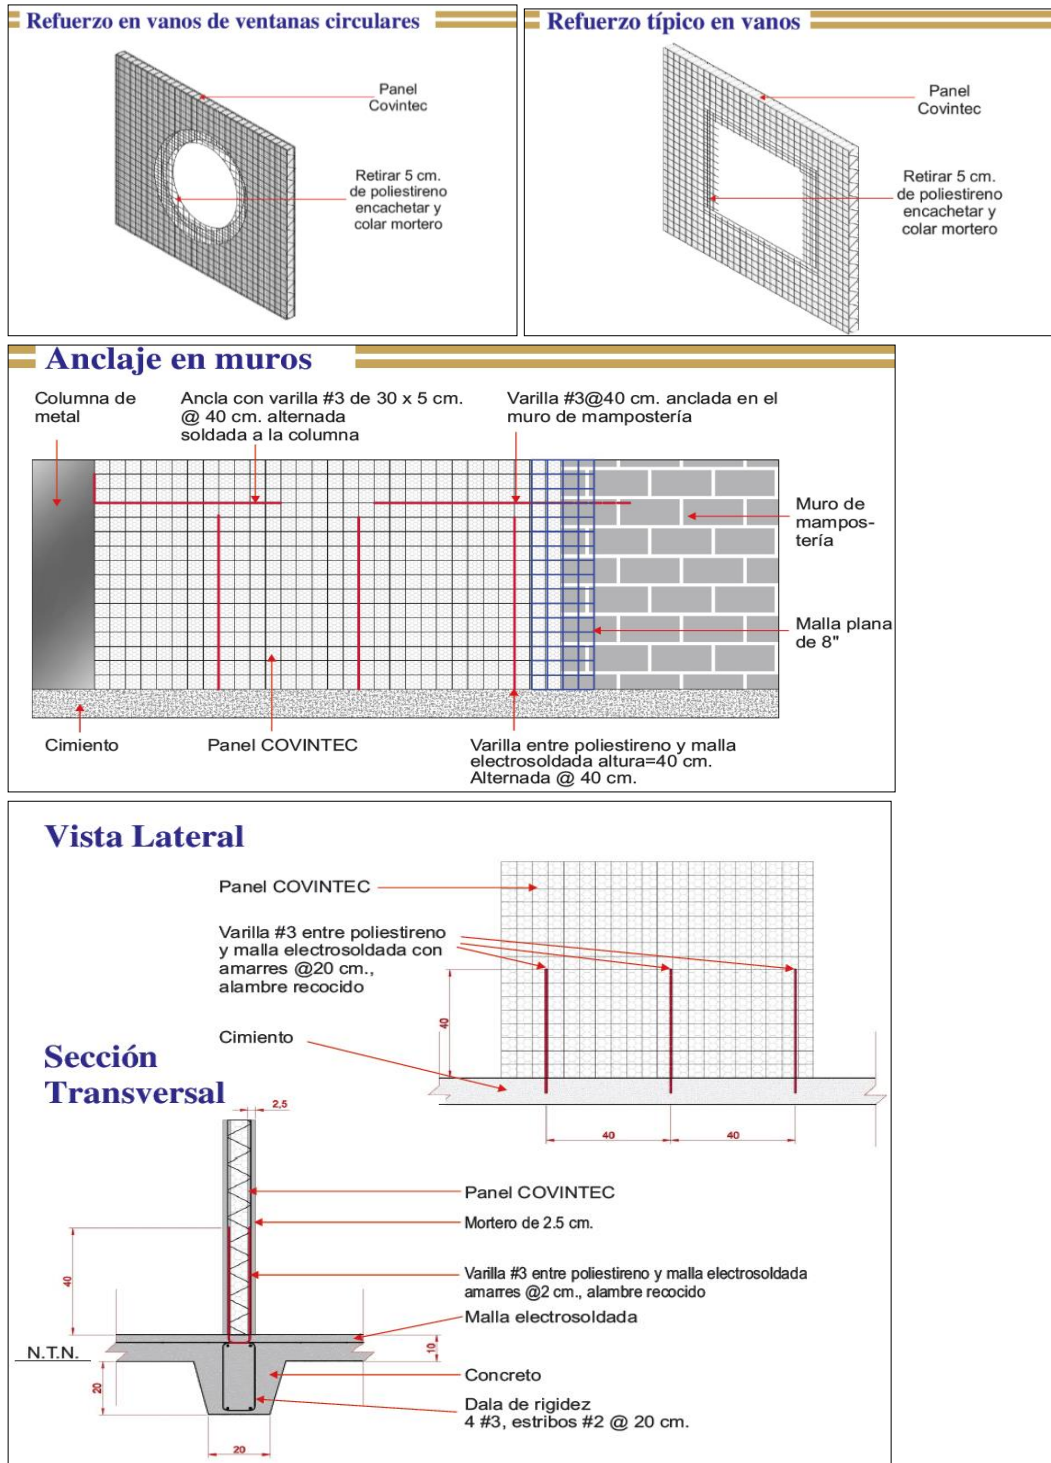 Refuerzo en vanos de ventanas circulares
Panel
Covintec
Retirar 5 cm.
de poliestireno
encachetar y
colar mortero
Refuerzo típico en vanos
Panel
Covintec
Retirar 5 cm.
de poliestireno
encachetar y
colar mortero
Anclaje en muros
Columna de
metal
Ancla con varilla #3 de 30 x 5 cm.
@ 40 cm. alternada
soldada a la columna
Varilla #3@40 cm. anclada en el
muro de mampostería
Muro de
mampos-
tería
Malla plana
de 8"
Cimiento
Panel COVINTEC
Varilla entre poliestireno y malla
electrosoldada altura=40 cm.
Alternada @ 40 cm.
Vista Lateral
Panel COVINTEC
Varilla #3 entre poliestireno
y malla electrosoldada con
amarres @20 cm.,
alambre recocido
Cimiento
40
40
40
Sección
Transversal
2,5
Panel COVINTEC
Mortero de 2.5 cm.
40
Varilla #3 entre poliestireno y malla electrosoldada
amarres @2 cm., alambre recocido
Malla electrosoldada
N.T.N.
10
20
Concreto
Dala de rigidez
4 #3, estribos #2 @ 20 cm.
20